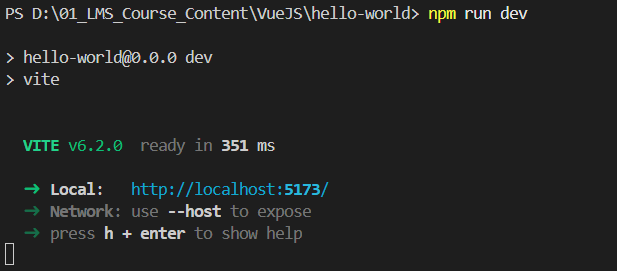 PS D:\01_LMS_Course_Content\VueJS\hello-world> npm run dev
> hello-world@0.0.0 dev
> vite
VITE v6.2.0  ready in 351 ms
➜ Local:   http://localhost:5173/
➜ Network: use --host to expose
➜ press h + enter to show help